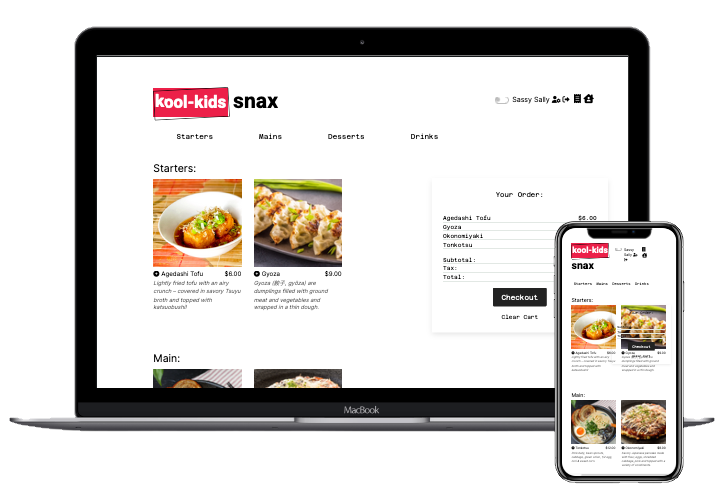 kool-kids snax
Sassy Sally
Starters Mains Desserts Drinks
Starters:
Agedashi Tofu $6.00
Lightly fried tofu with an airy
crunch – covered in savory Tsuyu
broth and topped with
katsuobushi!
Gyoza $9.00
Gyoza (餃子, gyōza) are
dumplings filled with ground
meat and vegetables and
wrapped in a thin dough.
Your Order:
Agedashi Tofu $6.00
Gyoza
Okonomiyaki
Tonkotsu
Subtotal:
Tax:
Total:
Checkout
Clear Cart
Main:
MacBook
kool-kids
snax
Sassy
Sally
Starters Mains Desserts Drinks
Starters:
Agedashi Tofu $6.00
Gyoza
Checkout
Main:
Tonkotsu
Okonomiyaki